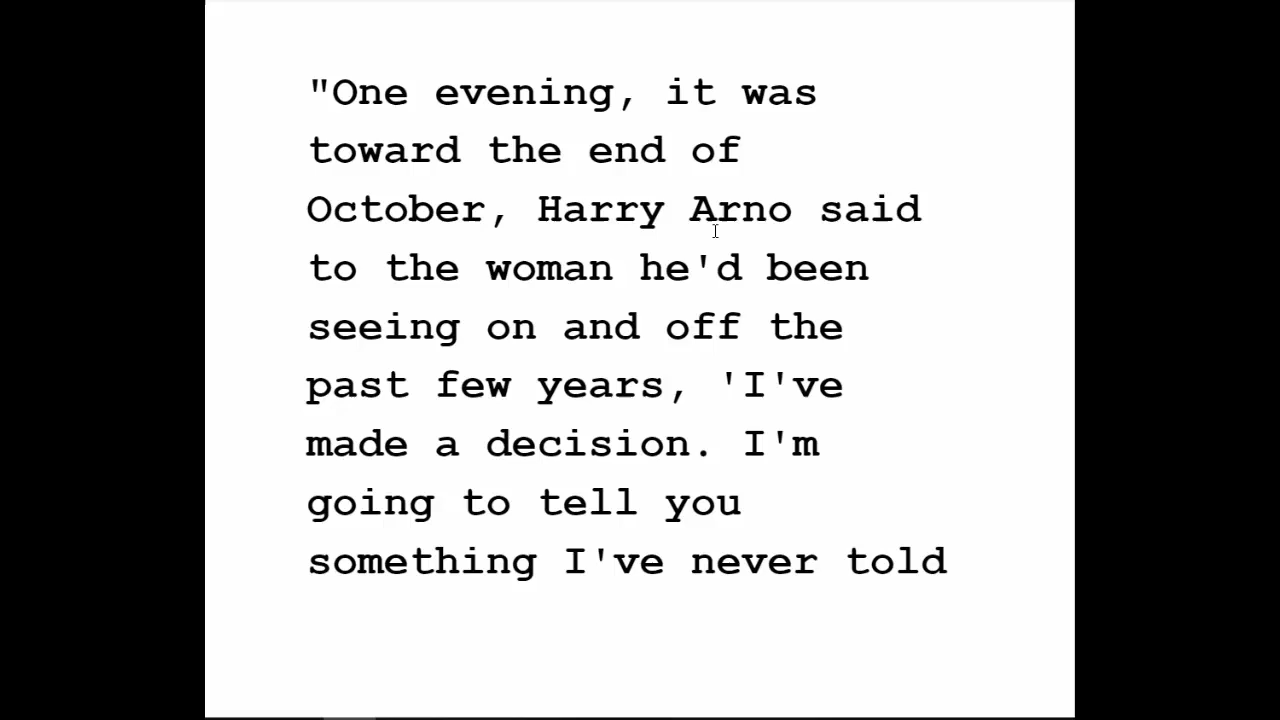 "One evening, it was
toward the end of
October, Harry Arno said
to the woman he'd been
seeing on and off the
past few years, 'I've
made a decision. I'm
going to tell you
something I've never told